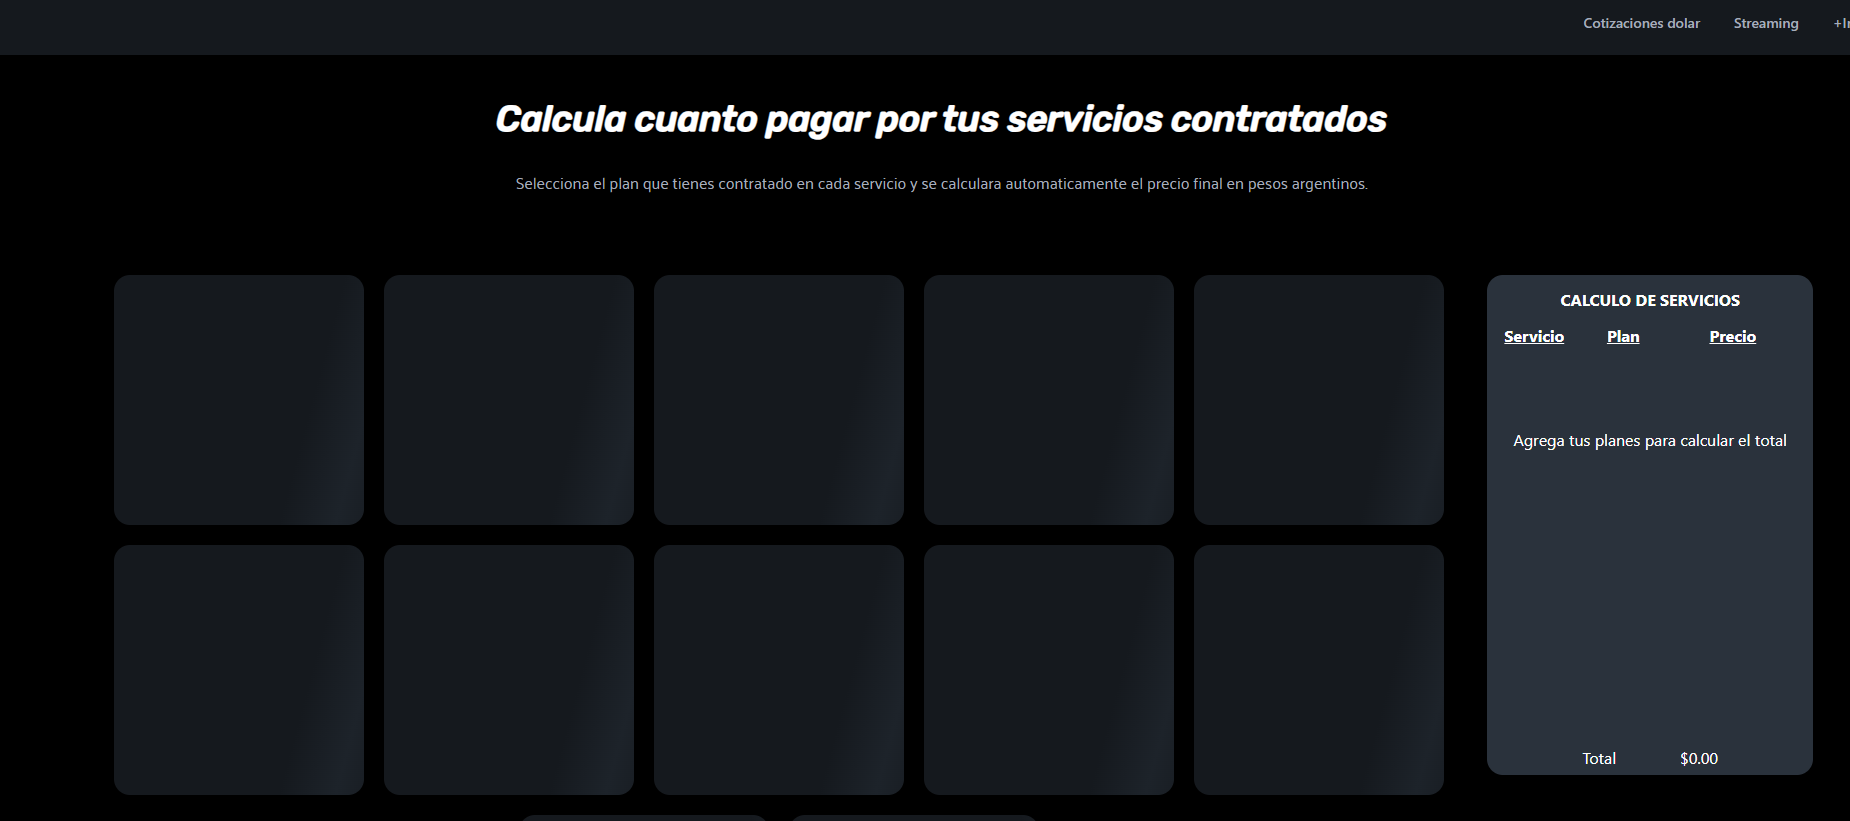 Cotizaciones dolar
Streaming
Calcula cuanto pagar por tus servicios contratados
Selecciona el plan que tienes contratado en cada servicio y se calculara automaticamente el precio final en pesos argentinos.
CALCULO DE SERVICIOS
Servicio Plan Precio
Agrega tus planes para calcular el total
Total $0.00